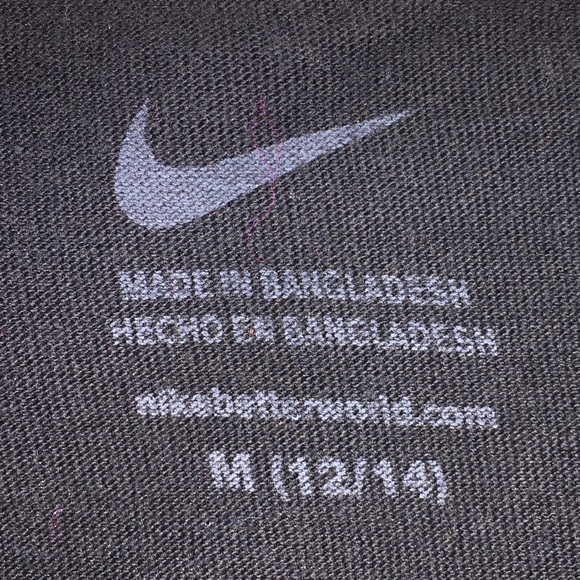 MADE IN BANGLADESH
HECHO EN BANGLADESH
nikebetterworld.com
M (12/14)